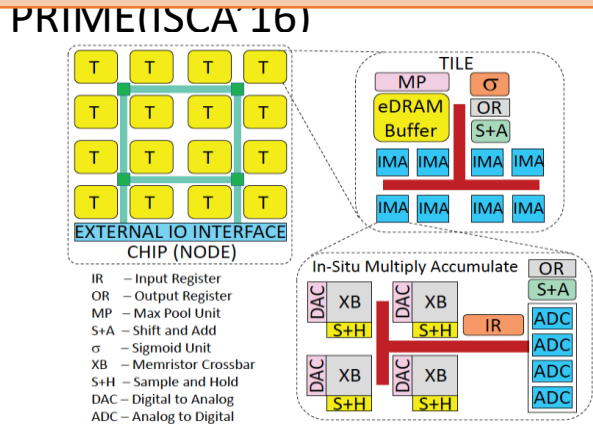 PRIME(ISCA'16)
T T T T
T T T T
T T T T
T T T T
EXTERNAL IO INTERFACE
CHIP (NODE)
IR – Input Register
OR – Output Register
MP – Max Pool Unit
S+A – Shift and Add
σ – Sigmoid Unit
XB – Memristor Crossbar
S+H – Sample and Hold
DAC – Digital to Analog
ADC – Analog to Digital
TILE
MP
σ
eDRAM
Buffer
OR
S+A
IMA IMA IMA IMA
IMA IMA IMA IMA
In-Situ Multiply Accumulate
OR
S+A
DAC XB S+H
DAC XB S+H
IR
DAC XB S+H
DAC XB S+H
ADC
ADC
ADC
ADC